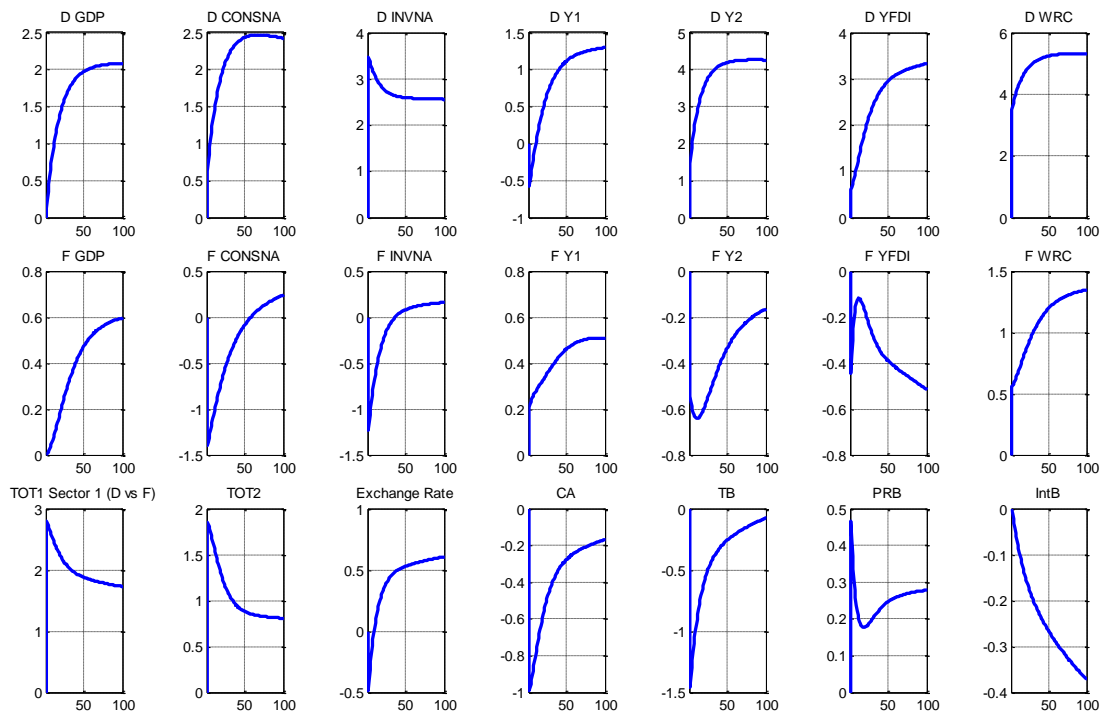 D GDP D CONSNA D INVNA D Y1 D Y2 D YFDI D WRC
2.5 2.5 4 1.5 5 4 6
2 2 3 1 4 3 4
1.5 1.5 2 0.5 3 2 2
1 1 1 0 2 1 0
0.5 0.5 0 -0.5 1 0
0 0 -1 0
50 100 50 100 50 100 50 100 50 100 50 100 50 100
F GDP F CONSNA F INVNA F Y1 F Y2 F YFDI F WRC
0.8 0.5 0.5 0.8 0 0 1.5
0.6 0 0 0.6 -0.2 -0.2 1
0.4 -0.5 -0.5 0.4 -0.4 -0.4 0.5
0.2 -1 -1 0.2 -0.6 -0.6 0
0 -1.5 -1.5 0 -0.8 -0.8
50 100 50 100 50 100 50 100 50 100 50 100 50 100
TOT1 Sector 1 (D vs F) TOT2 Exchange Rate CA TB PRB IntB
3 2 1 0 0 0.5 0
2 1.5 0.5 -0.2 -0.5 0.4 -0.1
1 1 0 -0.4 -1 0.3 -0.2
0 0.5 -0.5 -0.6 -1.5 0.2 -0.3
0 -0.8 0.1 -0.4
-1 0
50 100 50 100 50 100 50 100 50 100 50 100 50 100